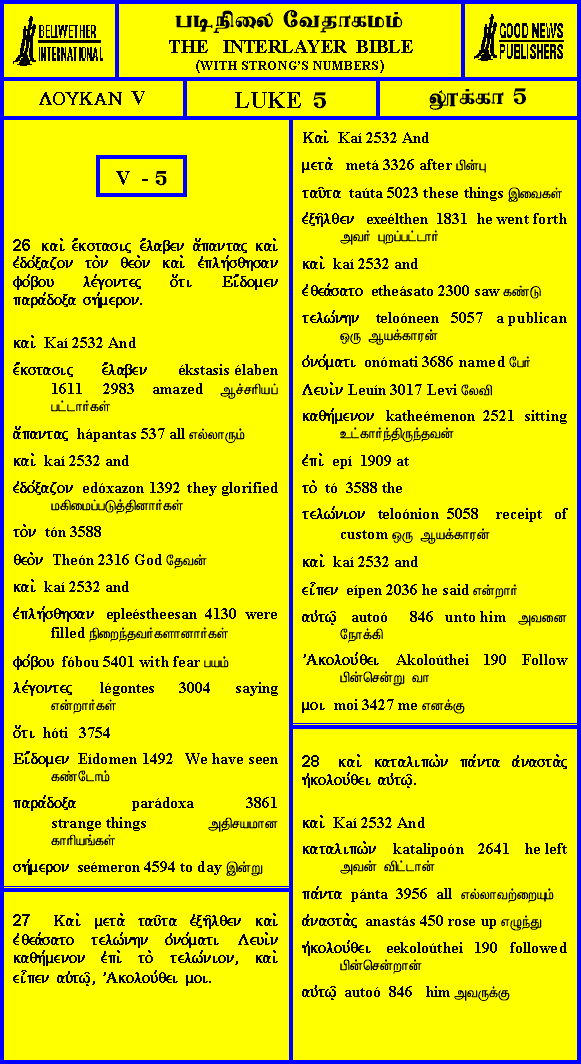 BELLWETHER
INTERNATIONAL
படிநிலை வேதாகமம்
THE INTERLAYER BIBLE
(WITH STRONG'S NUMBERS)
GOOD NEWS
PUBLISHERS
ΛΟΥΚΑΝ V
LUKE 5
லூக்கா 5
V - 5
26 καὶ ἔκστασις ἔλαβεν ἅπαντας καὶ
ἐδόξαζον τὸν θεὸν καὶ ἐπλήσθησαν
φόβου λέγοντες ὅτι Εἴδομεν
παράδοξα σήμερον.
καὶ Kaí 2532 And
ἔκστασις ἔλαβεν ékstasis élaben
1611 2983 amazed ஆச்சரியப்
பட்டார்கள்
ἅπαντας hápantas 537 all எல்லாரும்
καὶ kaí 2532 and
ἐδόξαζον edóxazon 1392 they glorified
மகிமைப்படுத்தினார்கள்
τὸν tón 3588
θεὸν Theón 2316 God தேவன்
καὶ kaí 2532 and
ἐπλήσθησαν epleéstheesan 4130 were
filled நிறைந்தவர்களானார்கள்
φόβου fóbou 5401 with fear பயம்
λέγοντες légontes 3004 saying
என்றார்கள்
ὅτι hóti 3754
Εἴδομεν Eídomen 1492 We have seen
கண்டோம்
παράδοξα parádoxa 3861
strange things அதிசயமான
காரியங்கள்
σήμερον seémeron 4594 to day இன்று
27 Καὶ μετὰ ταῦτα ἐξῆλθεν καὶ
ἐθεάσατο τελώνην ὀνόματι Λευὶν
καθήμενον ἐπὶ τὸ τελώνιον, καὶ
εἶπεν αὐτῷ, Ἀκολούθει μοι.
Καὶ Kaí 2532 And
μετὰ metá 3326 after பின்பு
ταῦτα taúta 5023 these things இவைகள்
ἐξῆλθεν exeélthen 1831 he went forth
அவர் புறப்பட்டார்
καὶ kaí 2532 and
ἐθεάσατο etheásato 2300 saw கண்டு
τελώνην teloóneen 5057 a publican
ஒரு ஆயக்காரன்
ὀνόματι onómati 3686 named பேர்
Λευὶν Leuín 3017 Levi லேவி
καθήμενον katheémenon 2521 sitting
உட்கார்ந்திருந்தவன்
ἐπὶ epí 1909 at
τὸ tó 3588 the
τελώνιον teloónion 5058 receipt of
custom ஒரு ஆயக்காரன்
καὶ kaí 2532 and
εἶπεν eípen 2036 he said என்றார்
αὐτῷ autoó 846 unto him அவனை
நோக்கி
Ἀκολούθει Akoloúthei 190 Follow
பின்சென்று வா
μοι moi 3427 me எனக்கு
28 καὶ καταλιπὼν πάντα ἀναστὰς
ἠκολούθει αὐτῷ.
καὶ Kaí 2532 And
καταλιπὼν katalipoón 2641 he left
அவன் விட்டான்
πάντα pánta 3956 all எல்லாவற்றையும்
ἀναστὰς anastás 450 rose up எழுந்து
ἠκολούθει eekoloúthei 190 followed
பின்சென்றான்
αὐτῷ autoó 846 him அவருக்கு